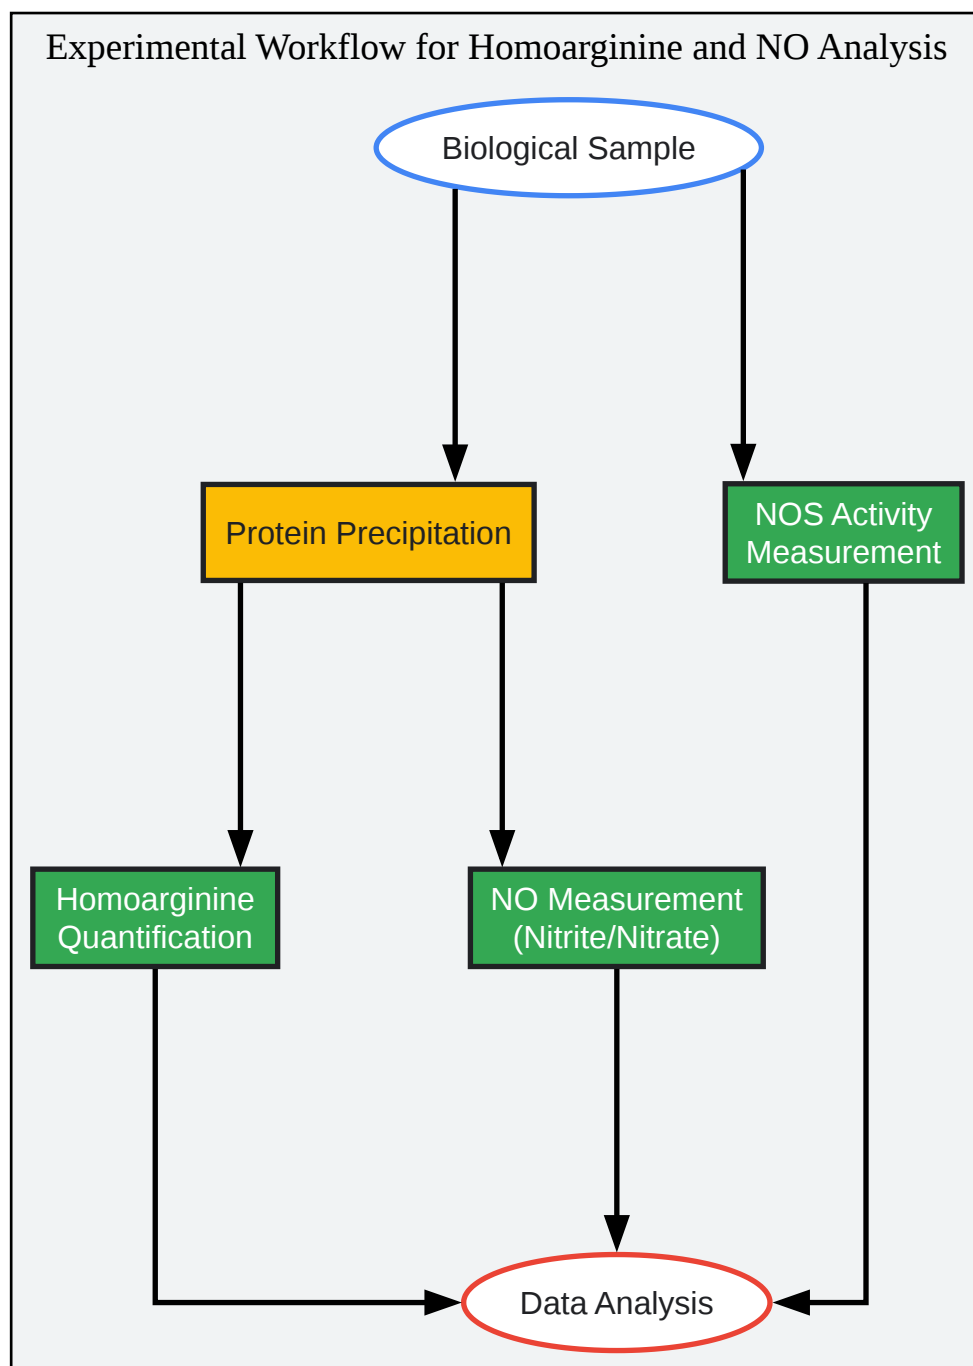 Experimental Workflow for Homoarginine and NO Analysis
Biological Sample
Protein Precipitation
NOS Activity
Measurement
Homoarginine
Quantification
NO Measurement
(Nitrite/Nitrate)
Data Analysis